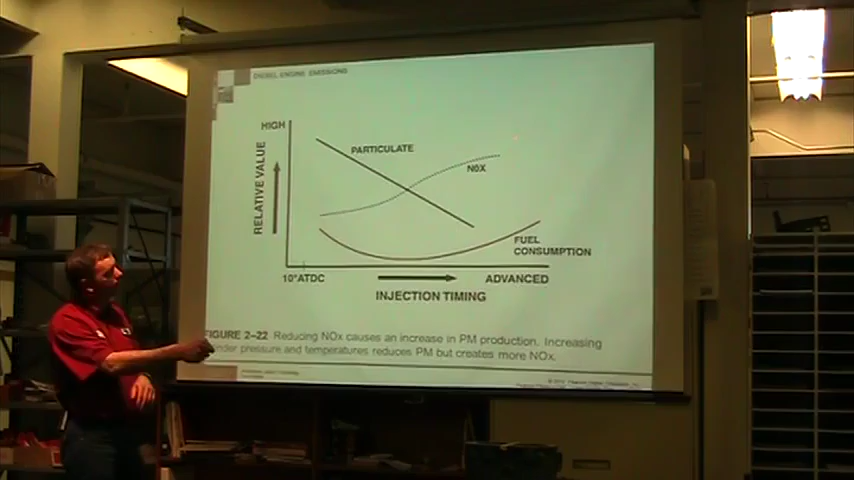 DIESEL ENGINE EMISSIONS
HIGH
RELATIVE VALUE
PARTICULATE
NOX
FUEL
CONSUMPTION
10°ATDC
ADVANCED
INJECTION TIMING
FIGURE 2–22 Reducing NOx causes an increase in PM production. Increasing
pressure and temperatures reduces PM but creates more NOx.